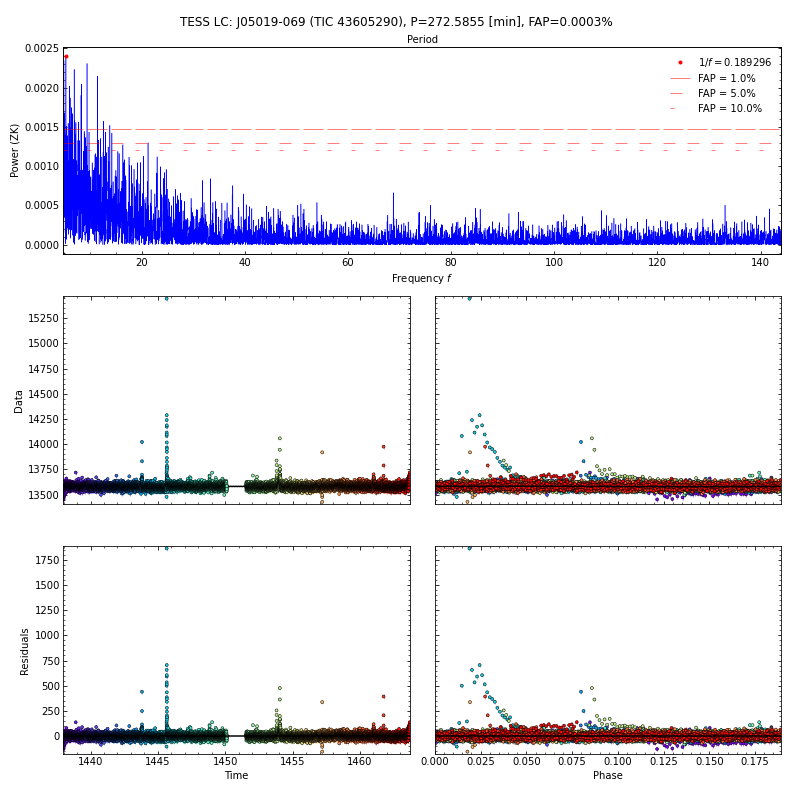 TESS LC: J05019-069 (TIC 43605290), P=272.5855 [min], FAP=0.0003%
Period
0.0025
0.0020
0.0015
0.0010
0.0005
0.0000
Power (ZK)
1/f = 0.189296
FAP = 1.0%
FAP = 5.0%
FAP = 10.0%
20 40 60 80 100 120 140
Frequency f
15250
15000
14750
14500
14250
14000
13750
13500
Data
1750
1500
1250
1000
750
500
250
0
Residuals
1440 1445 1450 1455 1460
Time
0.000 0.025 0.050 0.075 0.100 0.125 0.150 0.175
Phase